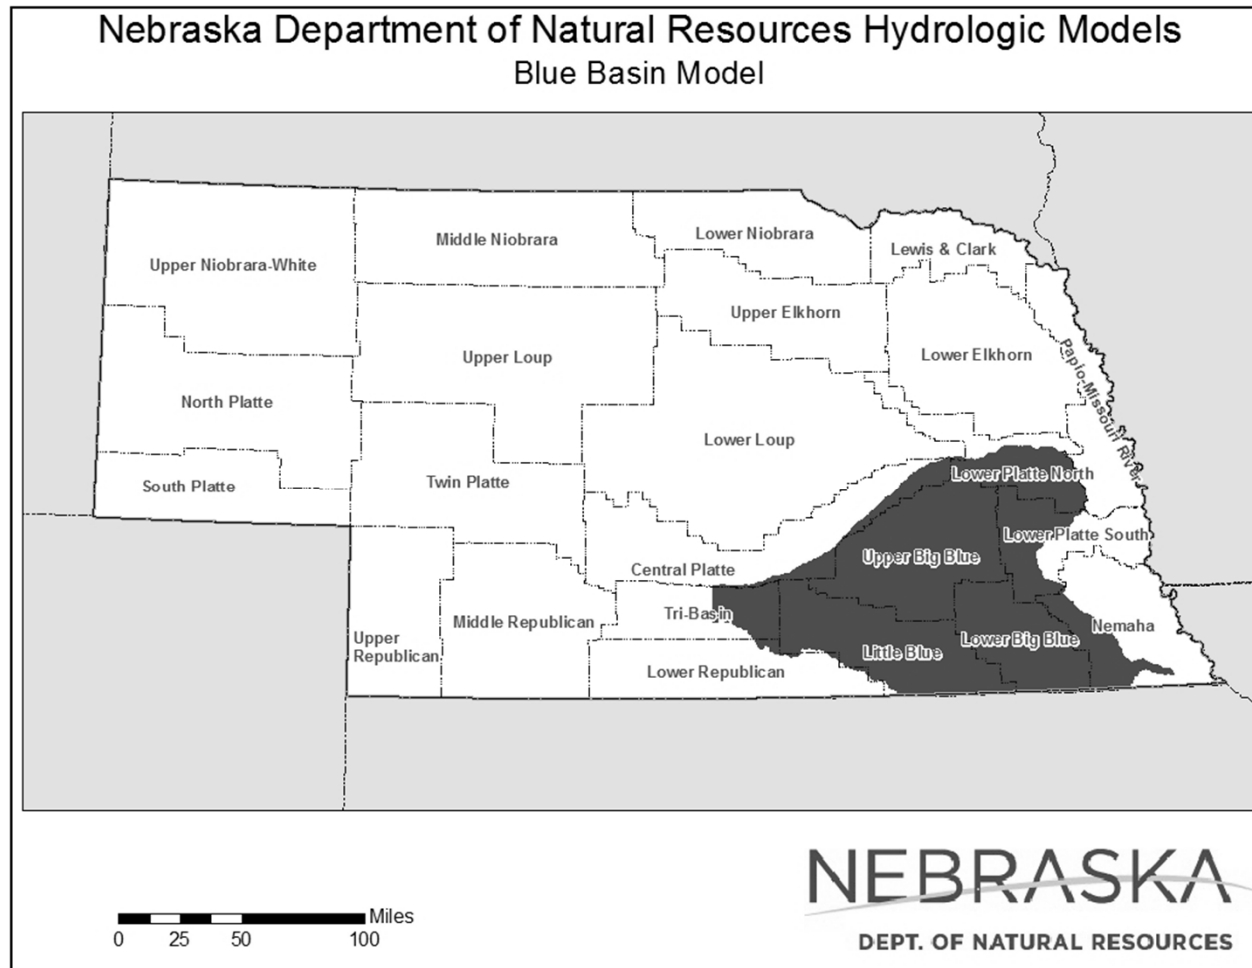 Nebraska Department of Natural Resources Hydrologic Models
Blue Basin Model
Middle Niobrara
Lower Niobrara
Lewis & Clark
Upper Niobrara-White
Upper Elkhorn
Lower Elkhorn
Upper Loup
Papio-Missouri River
North Platte
Lower Loup
South Platte
Twin Platte
Lower Platte North
Lower Platte South
Upper Big Blue
Central Platte
Tri-Basin
Middle Republican
Nemaha
Upper
Republican
Little Blue
Lower Big Blue
Lower Republican
Miles
0 25 50 100
NEBRASKA
DEPT. OF NATURAL RESOURCES